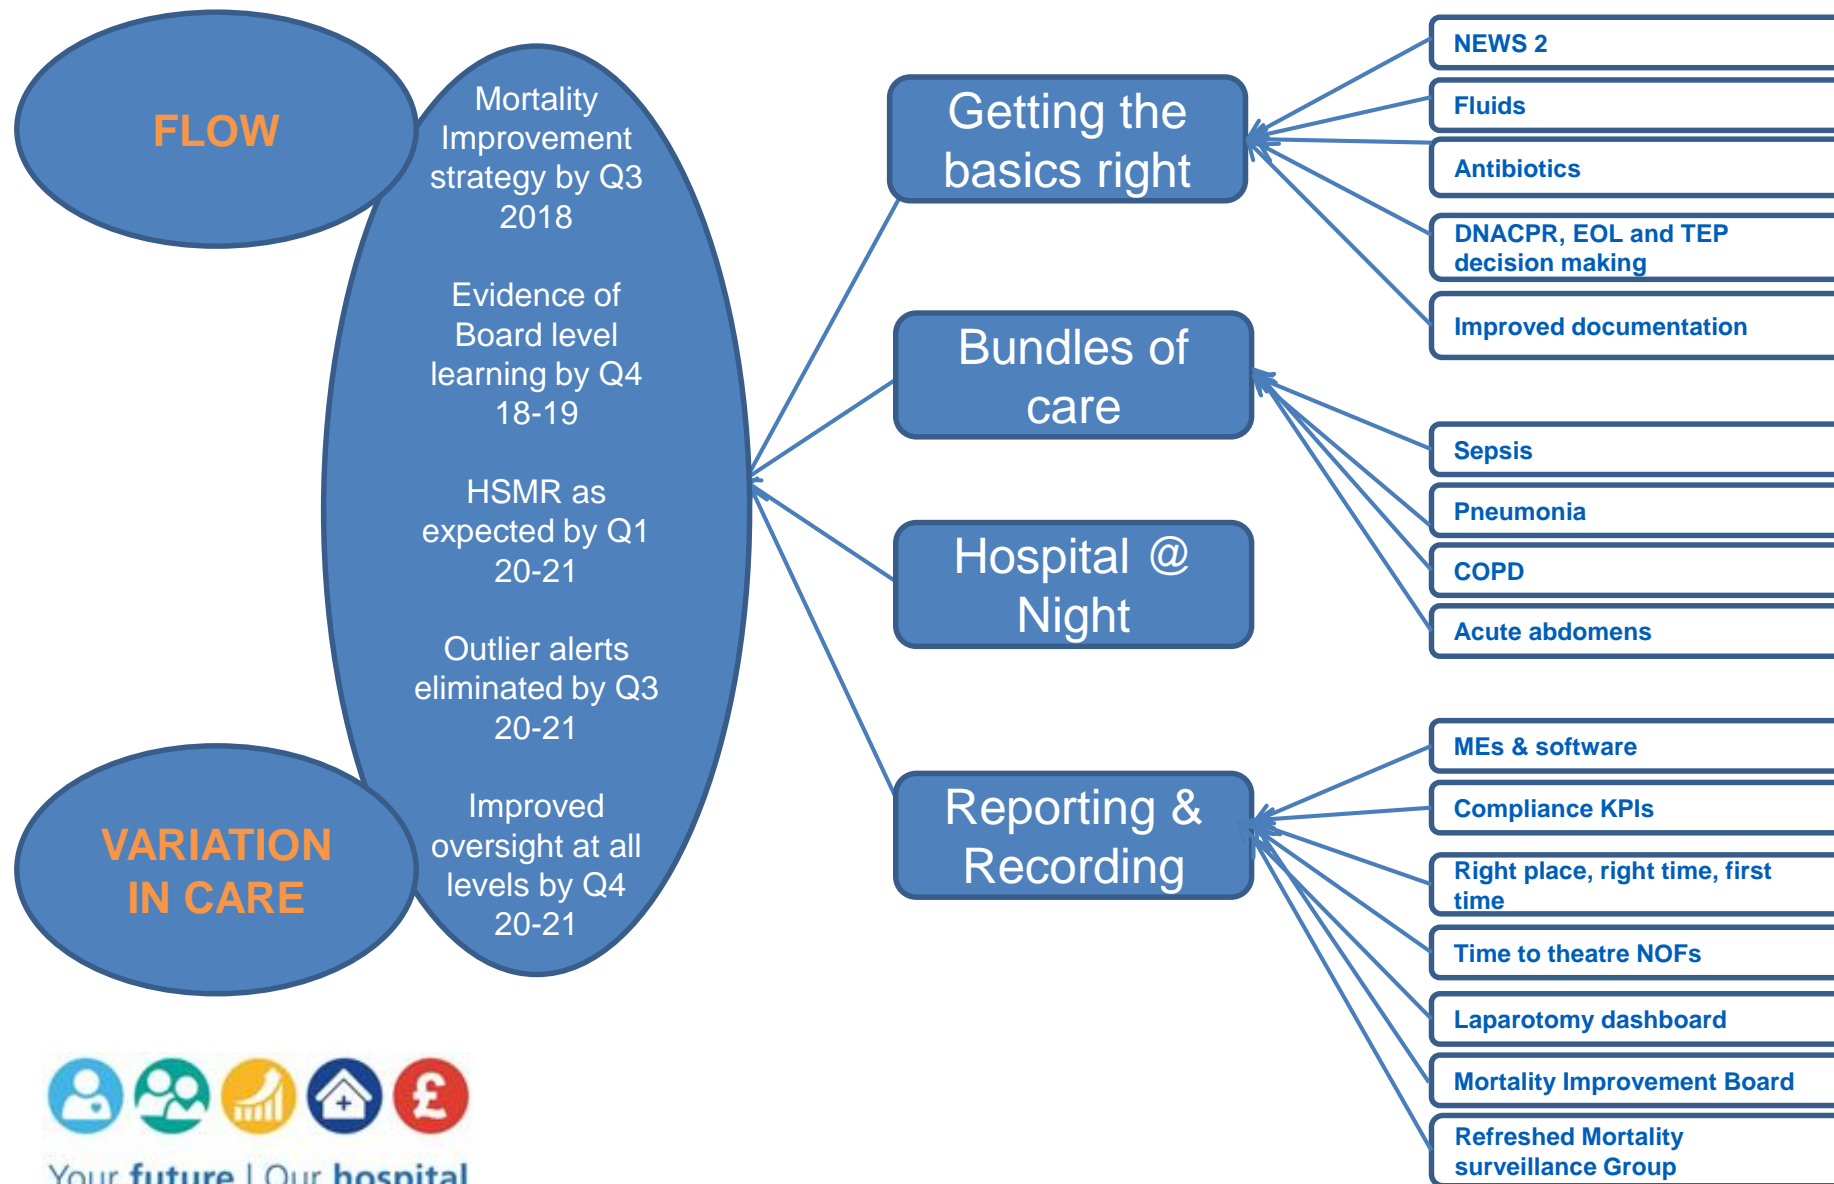 FLOW
Mortality
Improvement
strategy by Q3
2018
Evidence of
Board level
learning by Q4
18-19
HSMR as
expected by Q1
20-21
Outlier alerts
eliminated by Q3
20-21
Improved
oversight at all
levels by Q4
20-21
VARIATION
IN CARE
Getting the
basics right
Bundles of
care
Hospital @
Night
Reporting &
Recording
NEWS 2
Fluids
Antibiotics
DNACPR, EOL and TEP
decision making
Improved documentation
Sepsis
Pneumonia
COPD
Acute abdomens
MEs & software
Compliance KPIs
Right place, right time, first
time
Time to theatre NOFs
Laparotomy dashboard
Mortality Improvement Board
Refreshed Mortality
surveillance Group
£
Your future | Our hospital